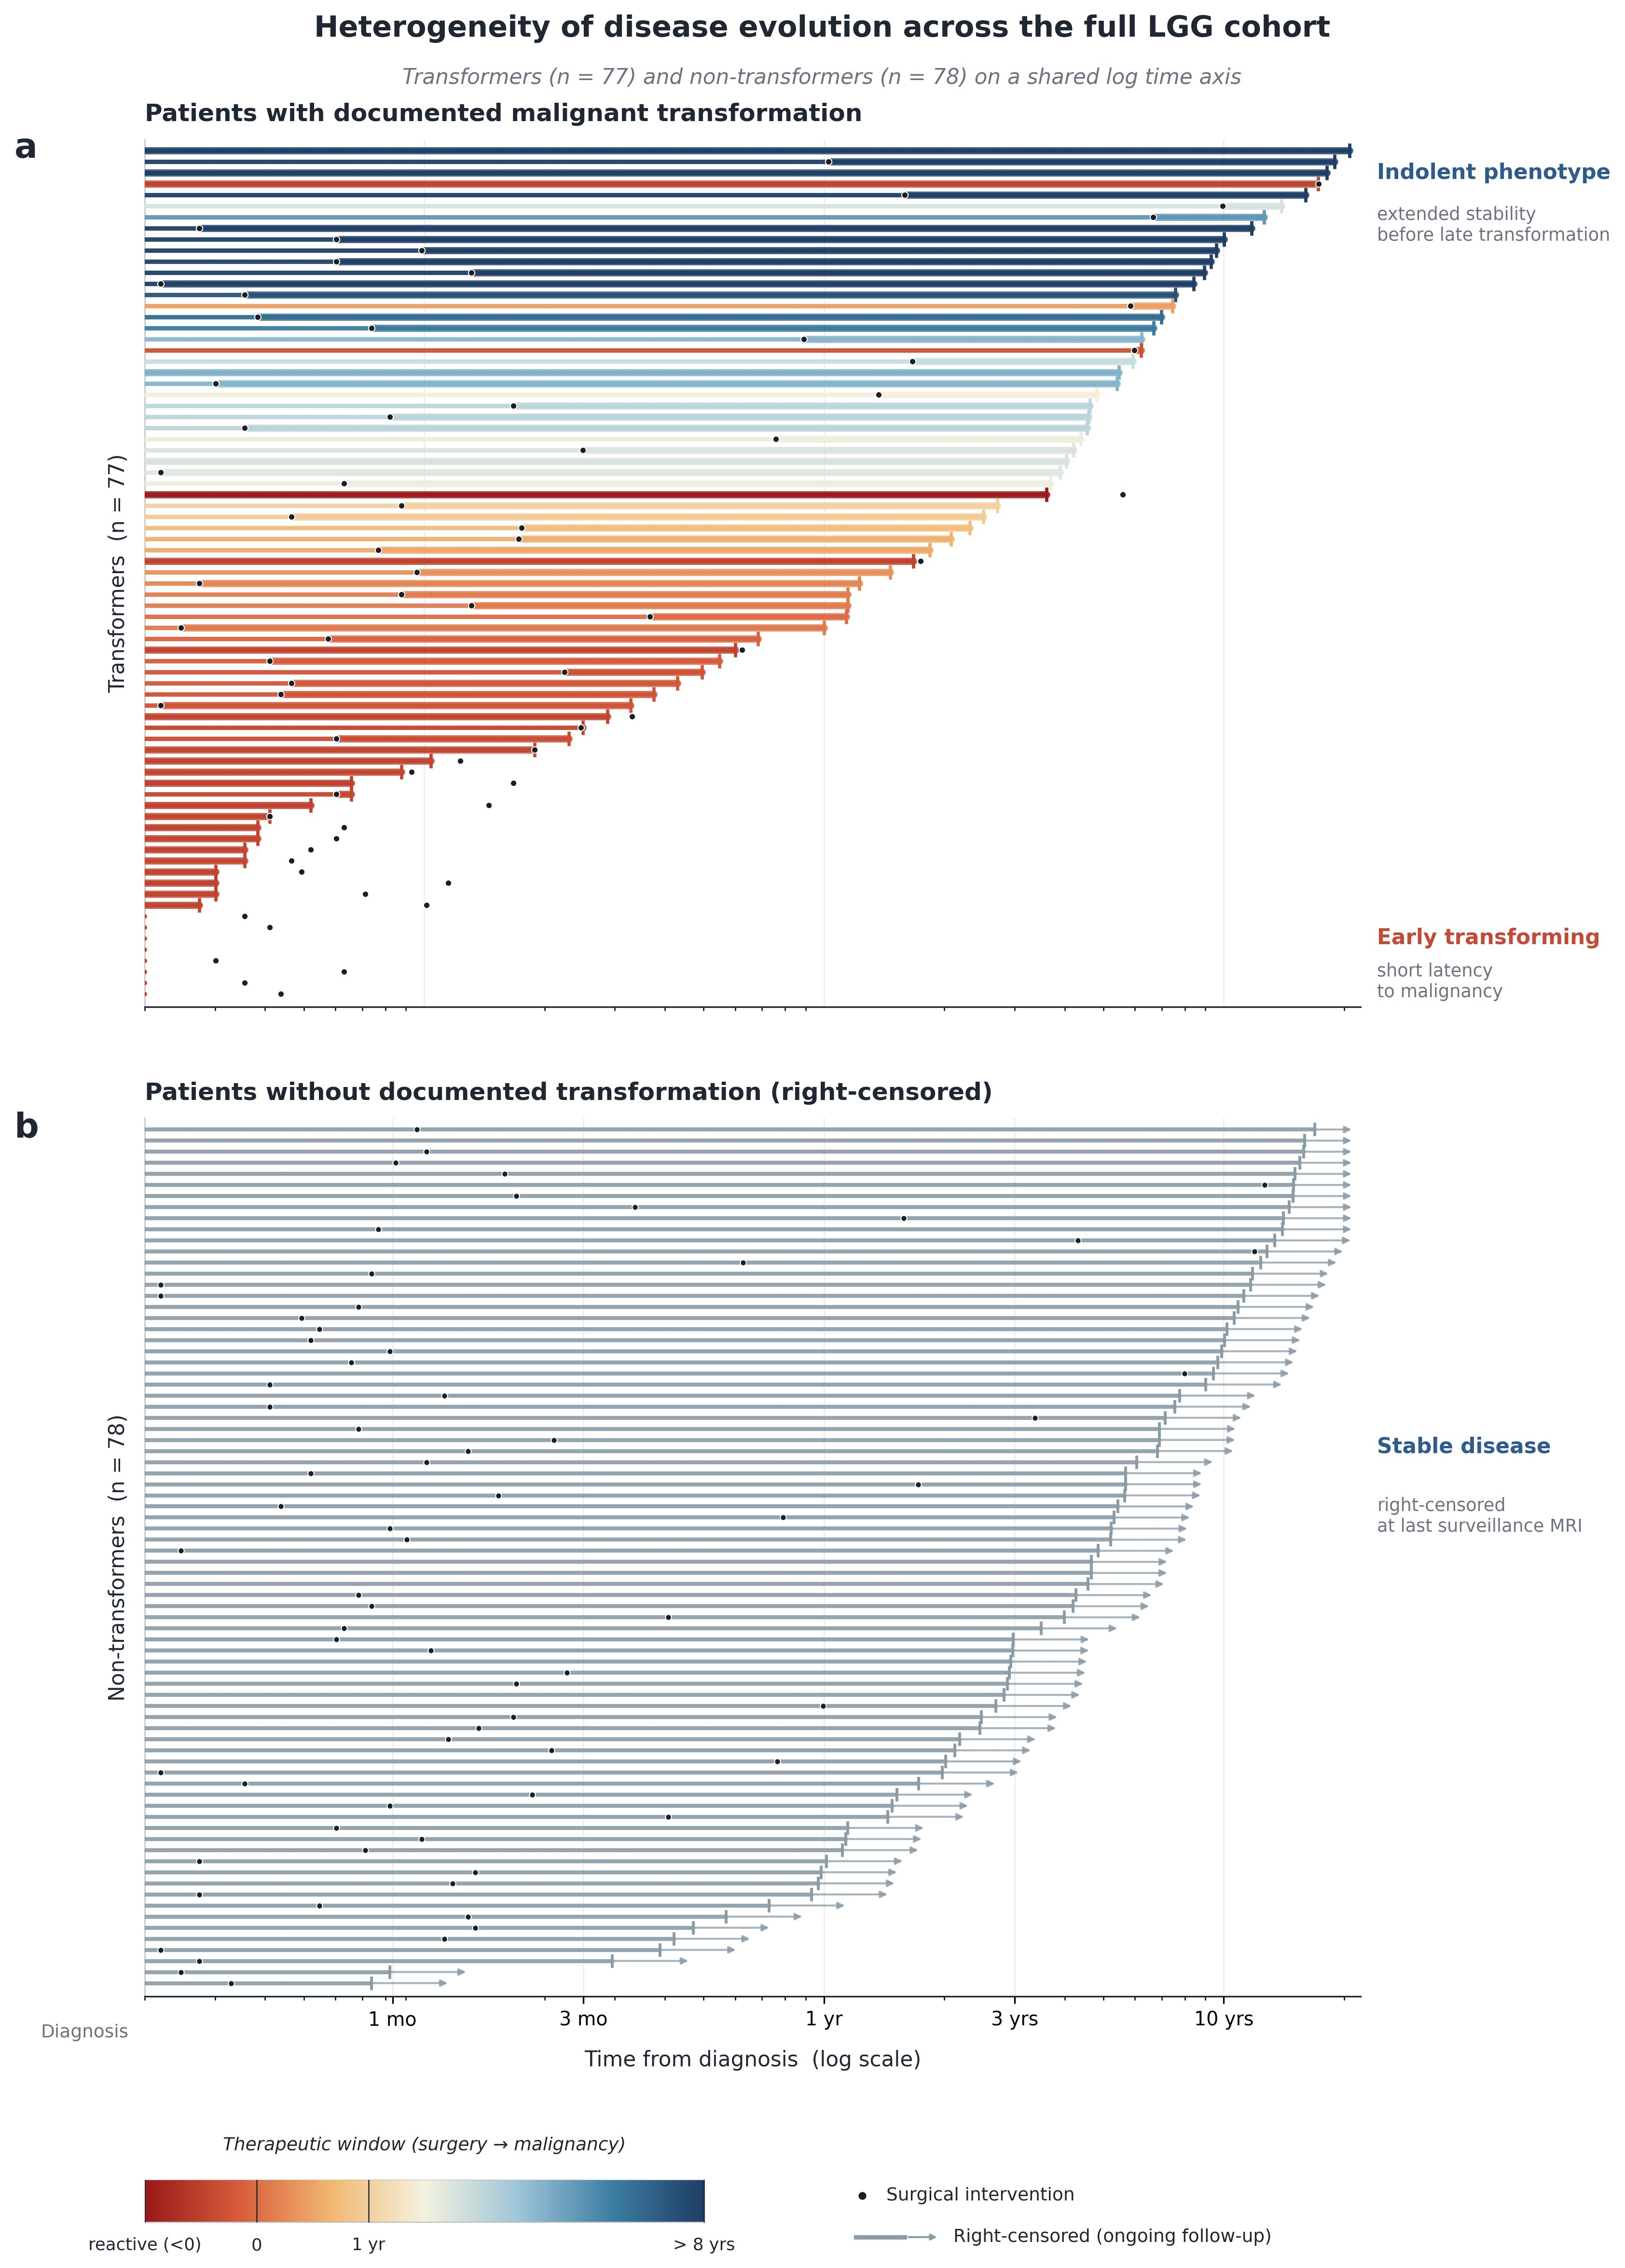 Heterogeneity of disease evolution across the full LGG cohort
Transformers (n = 77) and non-transformers (n = 78) on a shared log time axis
Patients with documented malignant transformation
a
Indolent phenotype
extended stability
before late transformation
Transformers (n = 77)
Early transforming
short latency
to malignancy
Patients without documented transformation (right-censored)
b
Non-transformers (n = 78)
Stable disease
right-censored
at last surveillance MRI
Diagnosis
1 mo
3 mo
1 yr
3 yrs
10 yrs
Time from diagnosis (log scale)
Therapeutic window (surgery → malignancy)
reactive (<0)
0
1 yr
> 8 yrs
Surgical intervention
Right-censored (ongoing follow-up)